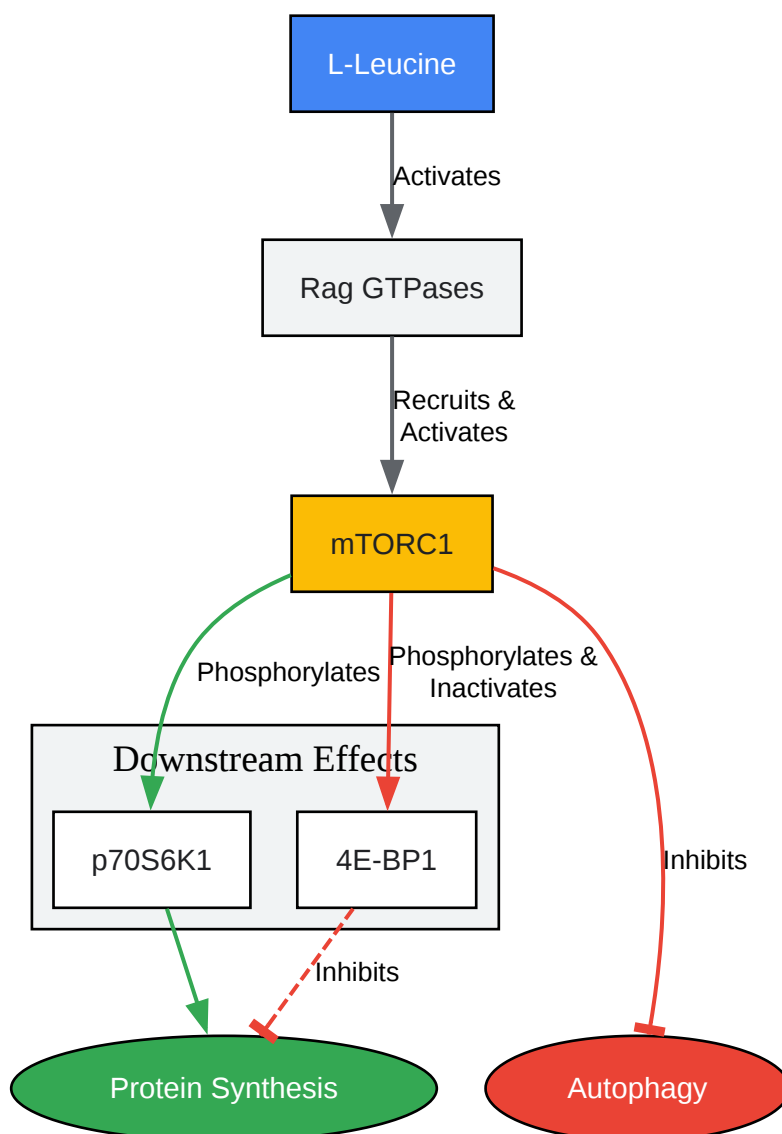 L-Leucine
Activates
Rag GTPases
Recruits &
Activates
mTORC1
Phosphorylates
Phosphorylates &
Inactivates
Downstream Effects
p70S6K1
4E-BP1
Inhibits
Inhibits
Protein Synthesis
Autophagy